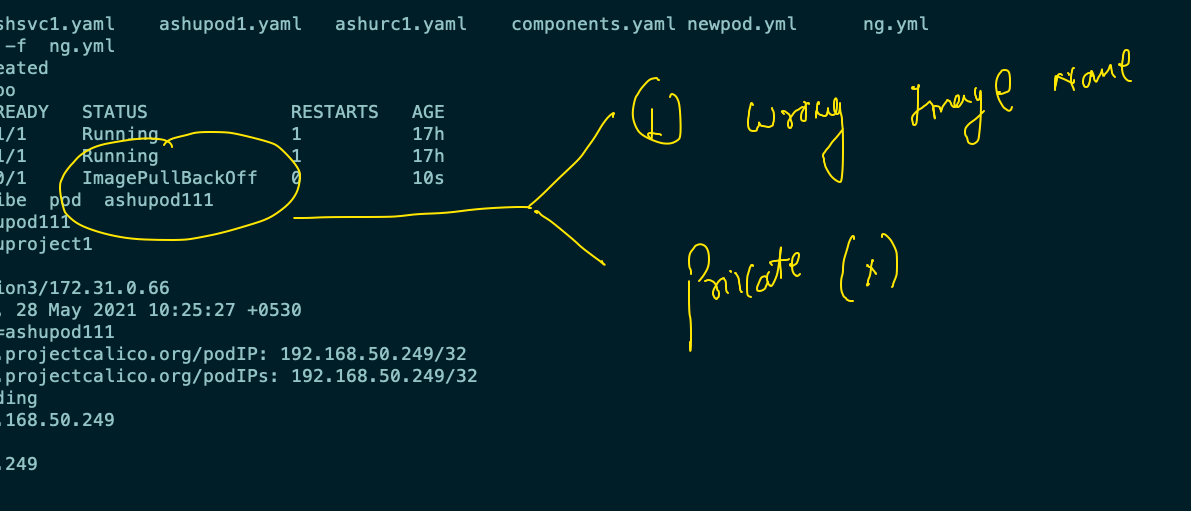 shsvc1.yaml ashupod1.yaml ashurc1.yaml components.yaml newpod.yml ng.yml
-f ng.yml
eated
po
READY STATUS RESTARTS AGE
1/1 Running 1 17h
1/1 Running 1 17h
0/1 ImagePullBackOff 0 10s
ibe pod ashupod111
upod111
uproject1
ion3/172.31.0.66
, 28 May 2021 10:25:27 +0530
=ashupod111
.projectcalico.org/podIP: 192.168.50.249/32
.projectcalico.org/podIPs: 192.168.50.249/32
ding
.168.50.249
.249
1 wrong Image Name
Private (x)